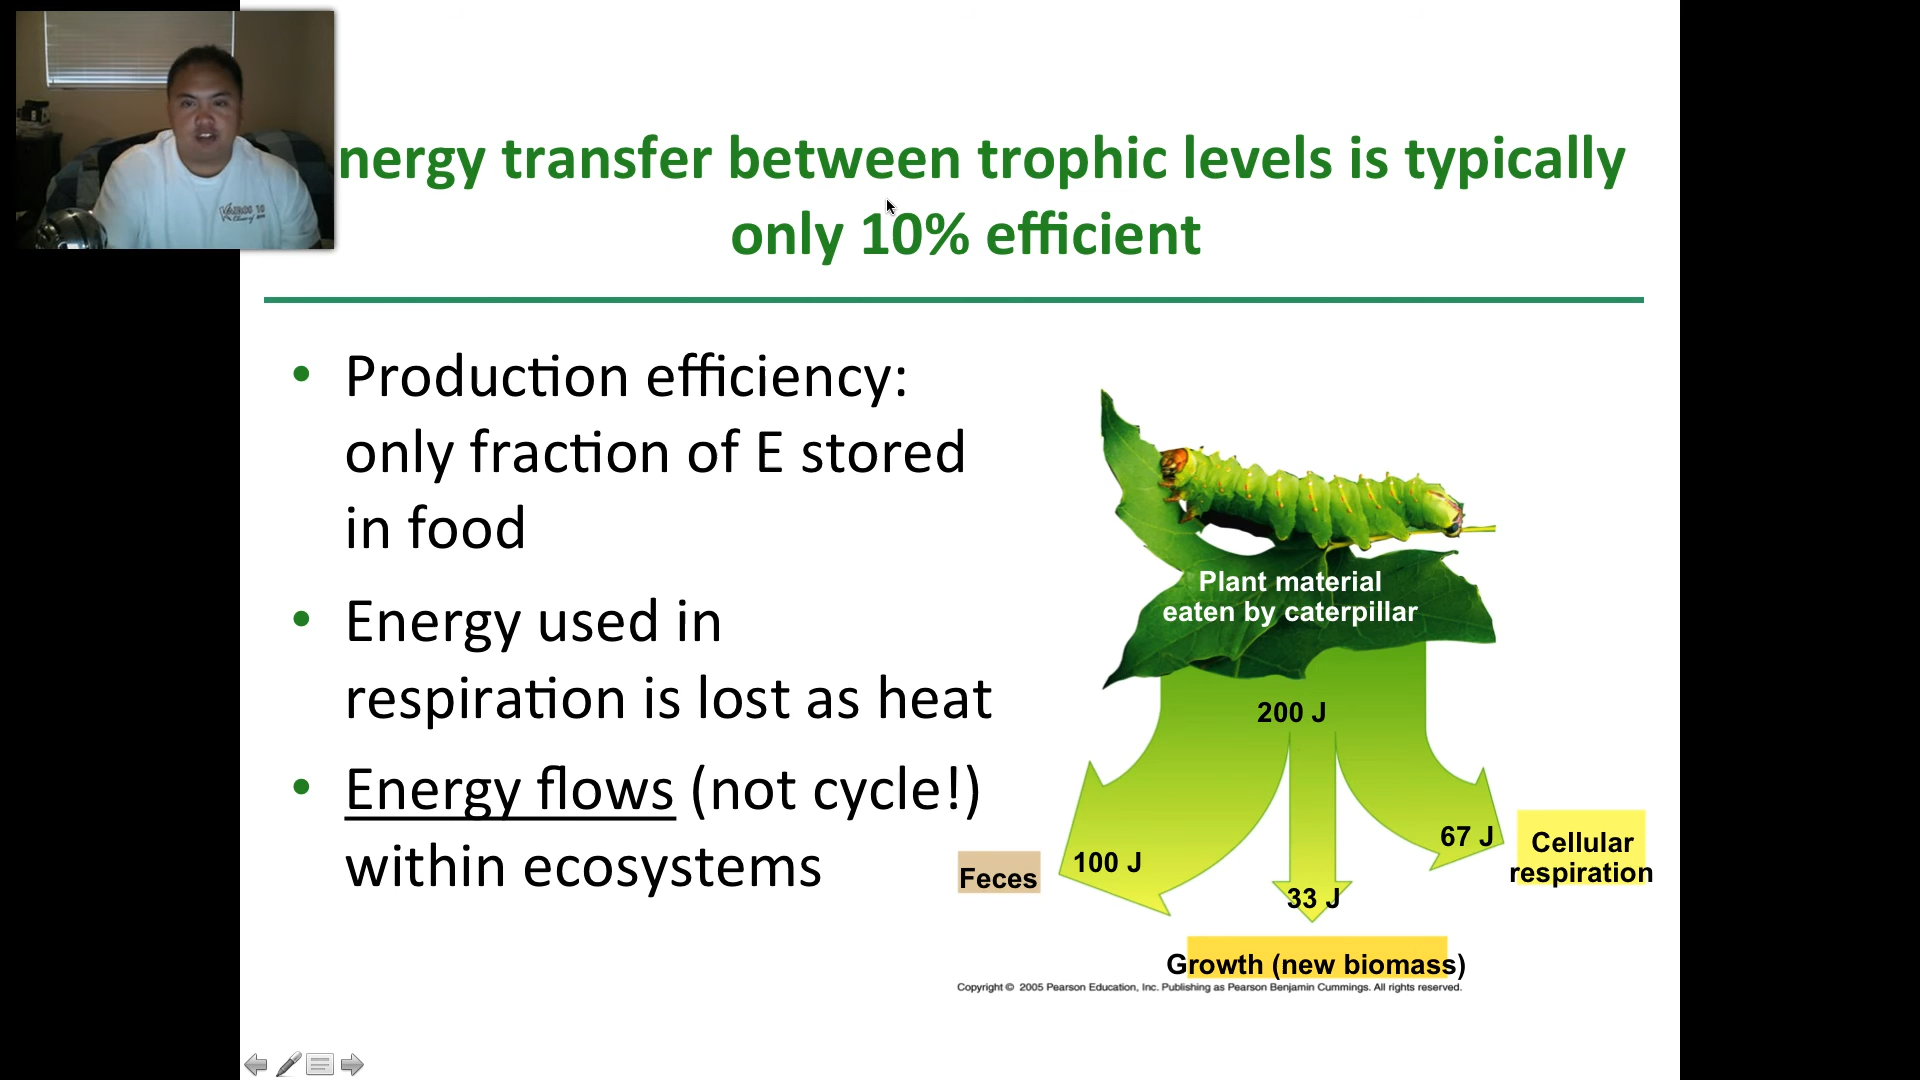 nergy transfer between trophic levels is typically
only 10% efficient
• Production efficiency:
only fraction of E stored
in food
• Energy used in
respiration is lost as heat
• Energy flows (not cycle!)
within ecosystems
Plant material
eaten by caterpillar
200 J
67 J
Cellular
respiration
100 J
Feces
33 J
Growth (new biomass)
Copyright © 2005 Pearson Education, Inc. Publishing as Pearson Benjamin Cummings. All rights reserved.